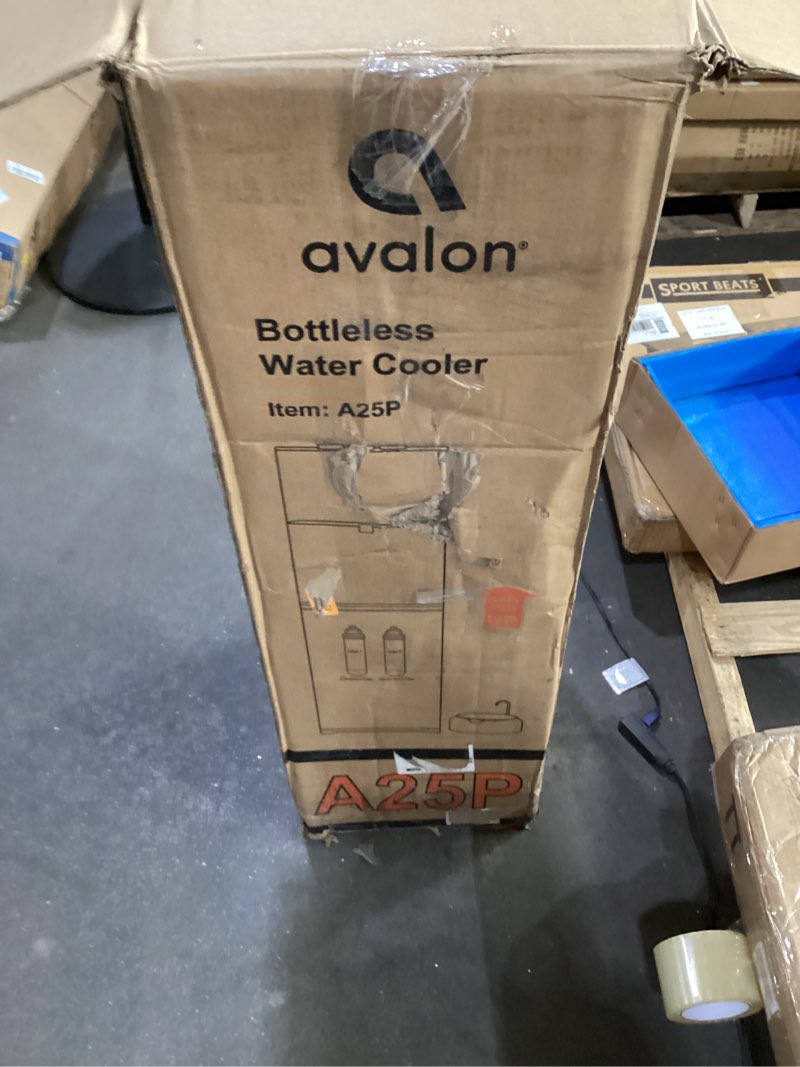 avalon®
Bottleless
Water Cooler
Item: A25P
A25P
SPORT BEATS